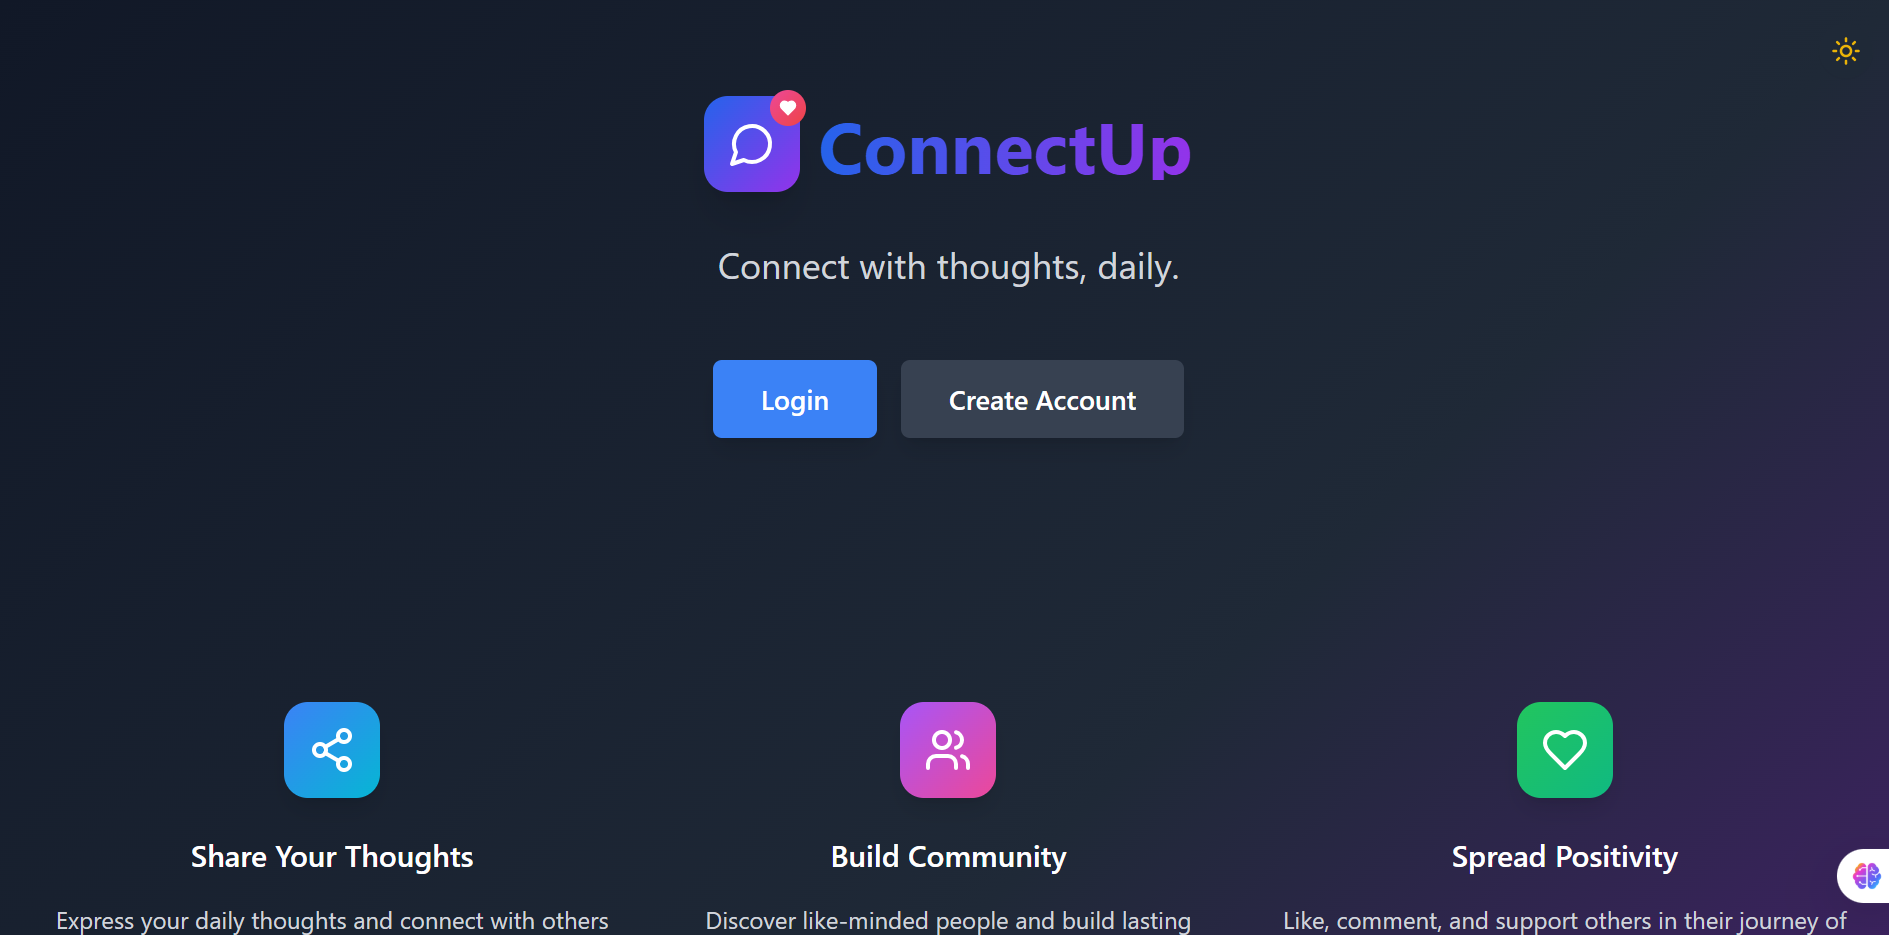 ConnectUp
Connect with thoughts, daily.
Login
Create Account
Share Your Thoughts
Build Community
Spread Positivity
Express your daily thoughts and connect with others
Discover like-minded people and build lasting
Like, comment, and support others in their journey of